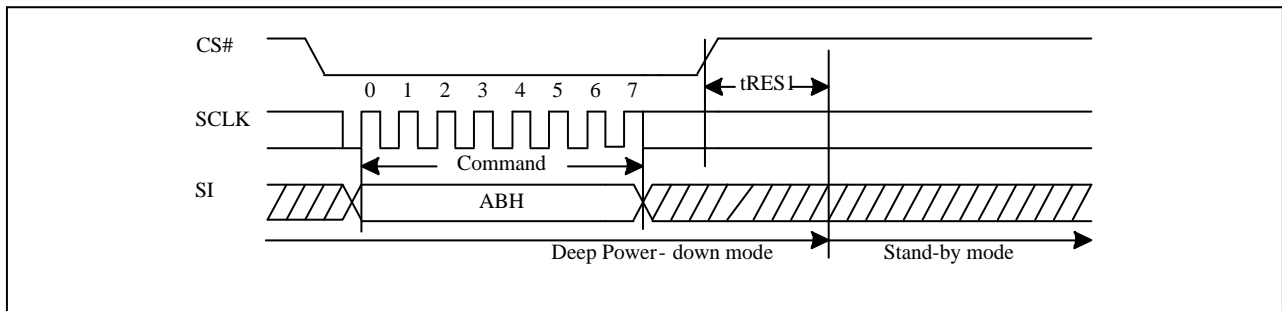 CS#
tRES1
0 1 2 3 4 5 6 7
SCLK
Command
SI
ABH
Deep Power- down mode
Stand-by mode